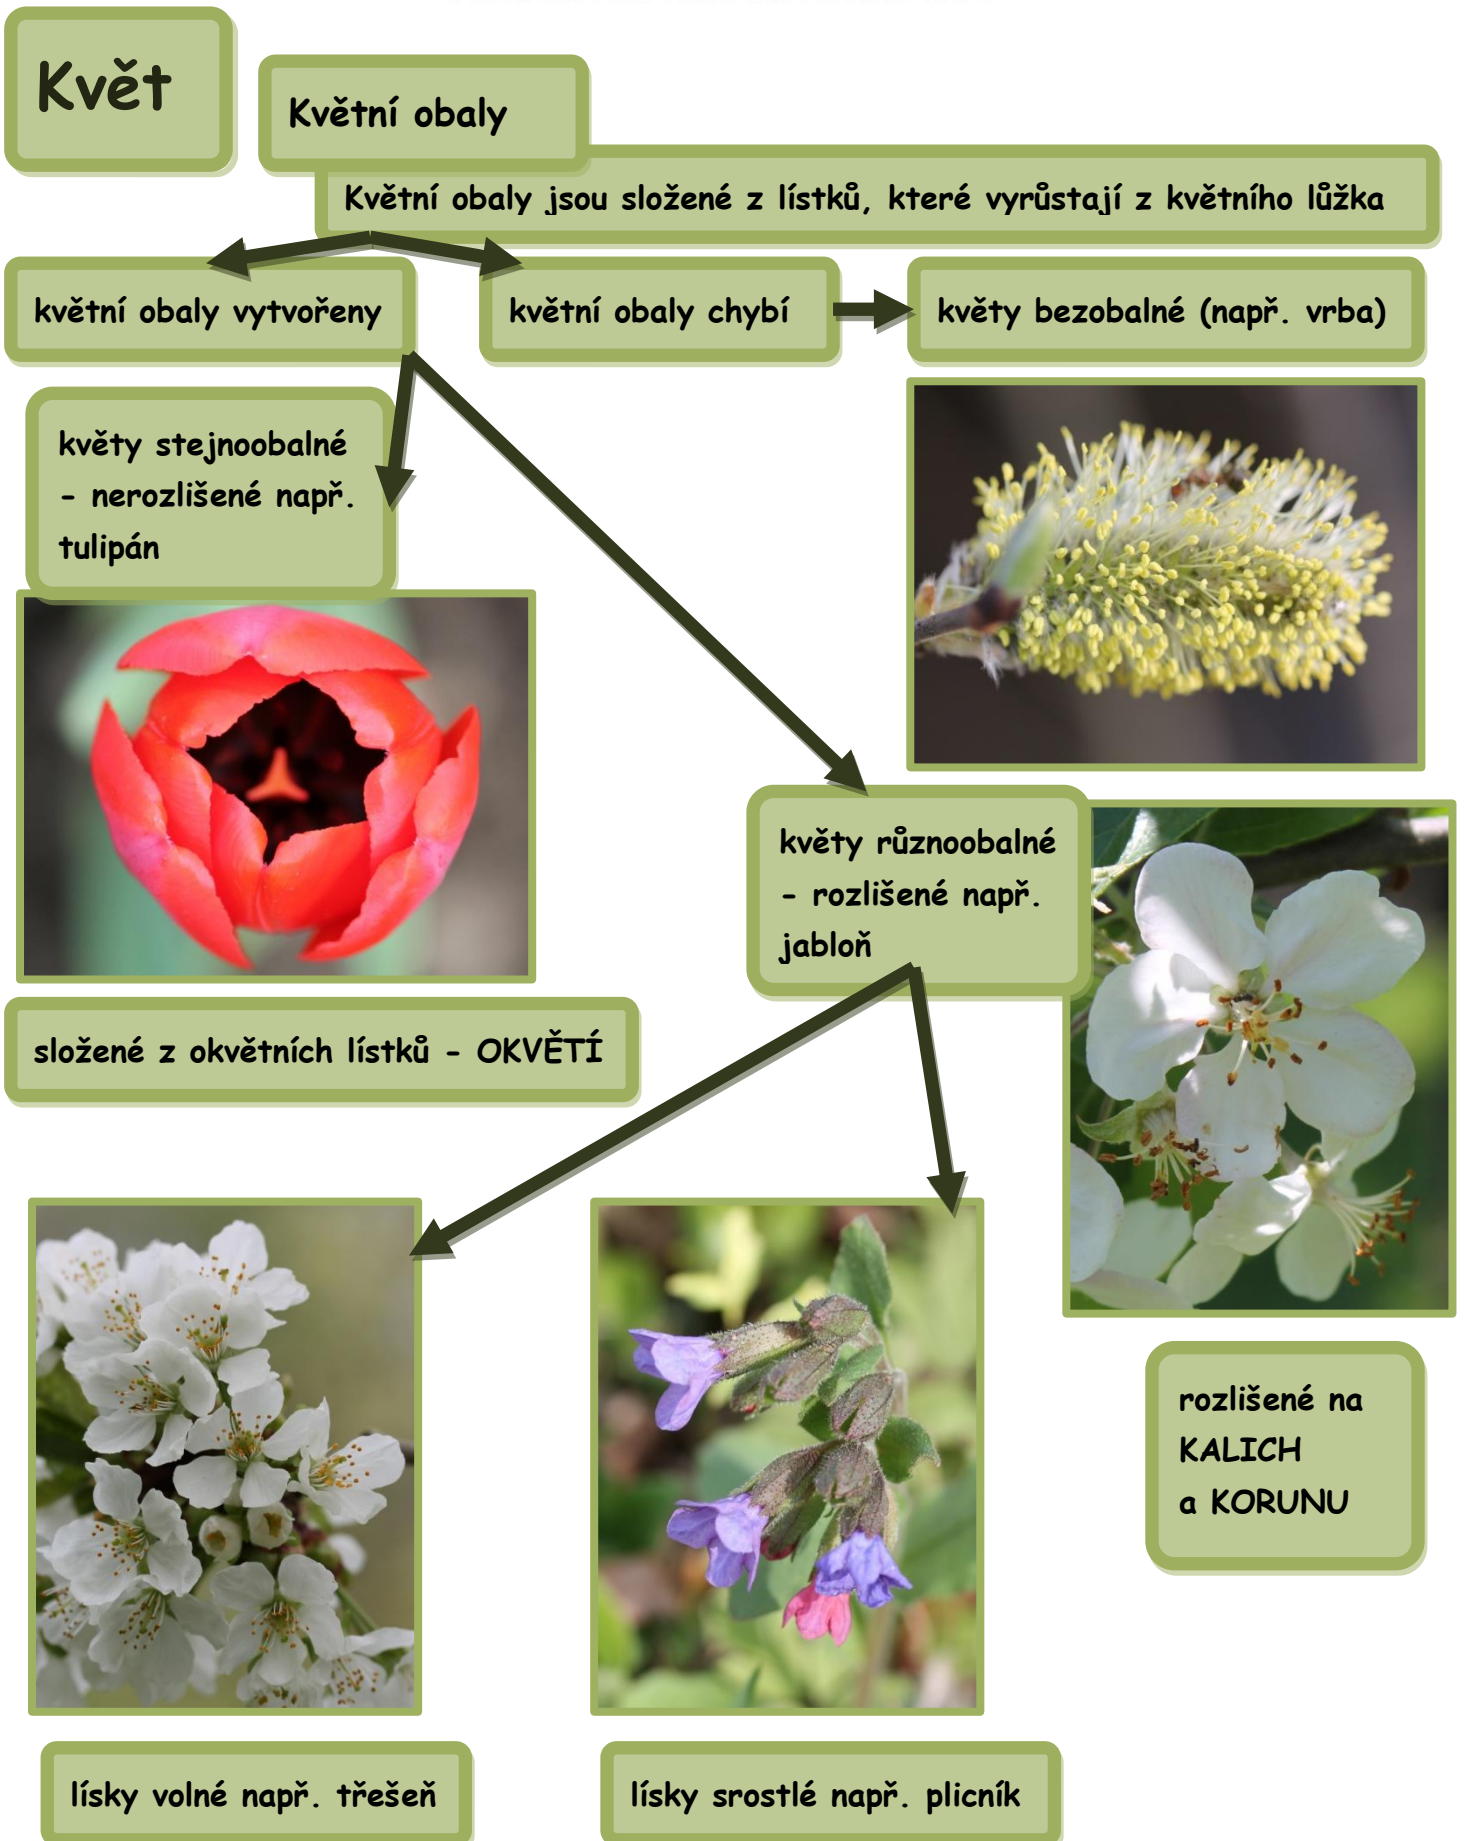 Květ
Květní obaly
Květní obaly jsou složené z lístků, které vyrůstají z květního lůžka
květní obaly vytvořeny
květní obaly chybí
květy bezobalné (např. vrba)
květy stejnoobalné
- nerozlišené např.
tulipán
květy různoobalné
- rozlišené např.
jabloň
složené z okvětních lístků - OKVĚTÍ
rozlišené na
KALICH
a KORUNU
lísky volné např. třešeň
lísky srostlé např. plicník